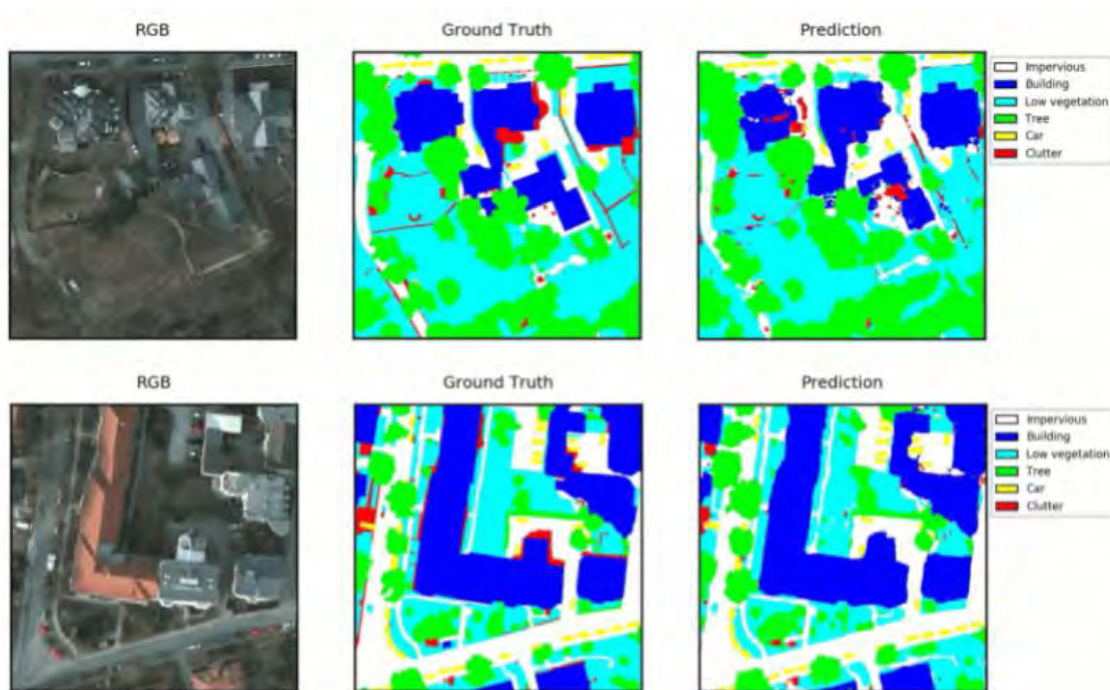 RGB
Ground Truth
Prediction
Impervious
Building
Low vegetation
Tree
Car
Clutter
RGB
Ground Truth
Prediction
Impervious
Building
Low vegetation
Tree
Car
Clutter